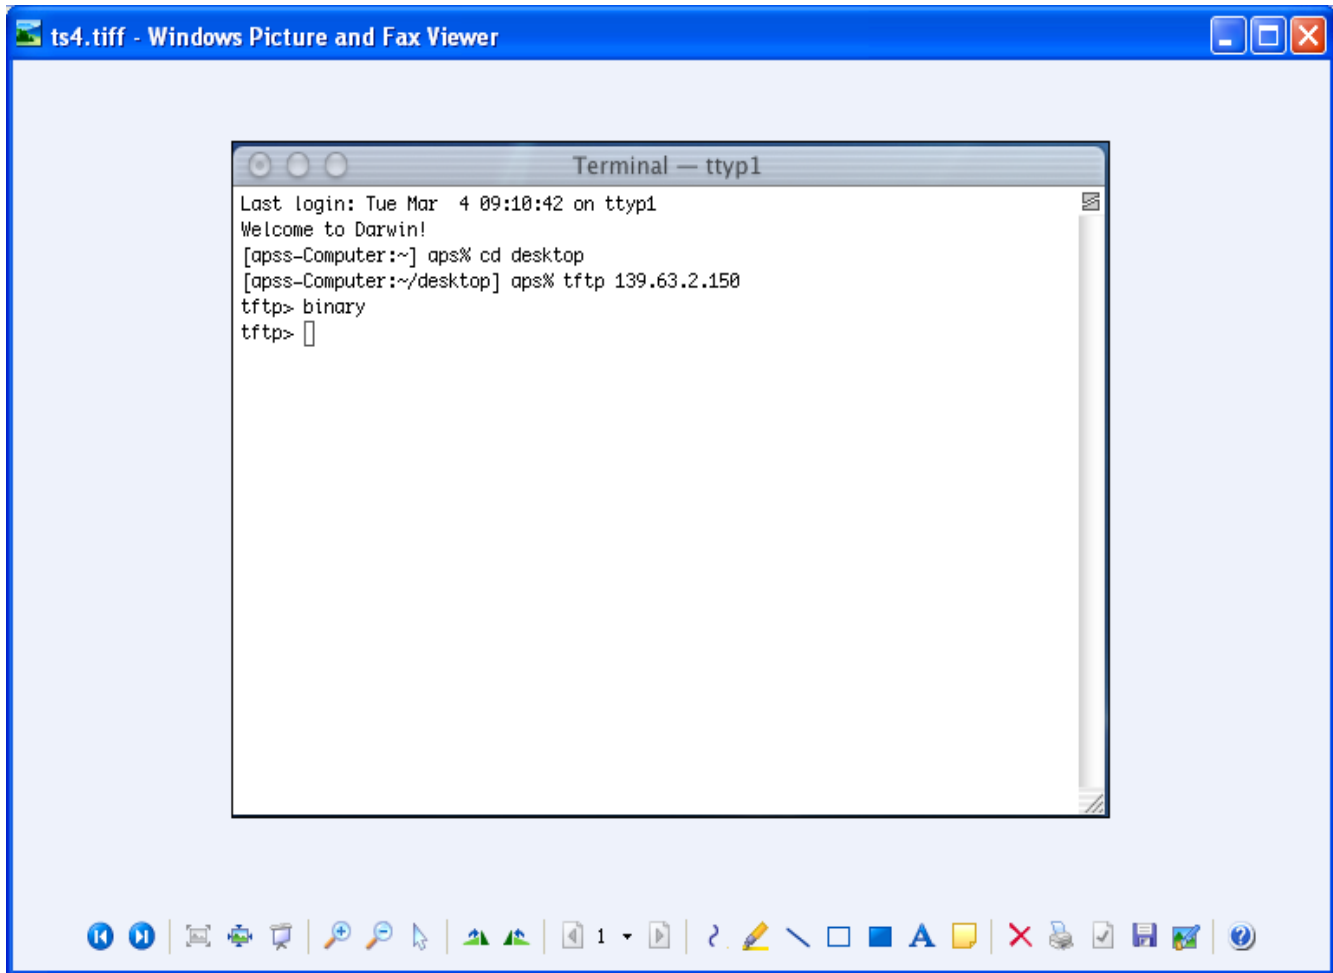 ts4.tiff - Windows Picture and Fax Viewer
Terminal — ttyp1
Last login: Tue Mar  4 09:10:42 on ttyp1
Welcome to Darwin!
[apss-Computer:~] aps% cd desktop
[apss-Computer:~/desktop] aps% tftp 139.63.2.150
tftp> binary
tftp>
1
A